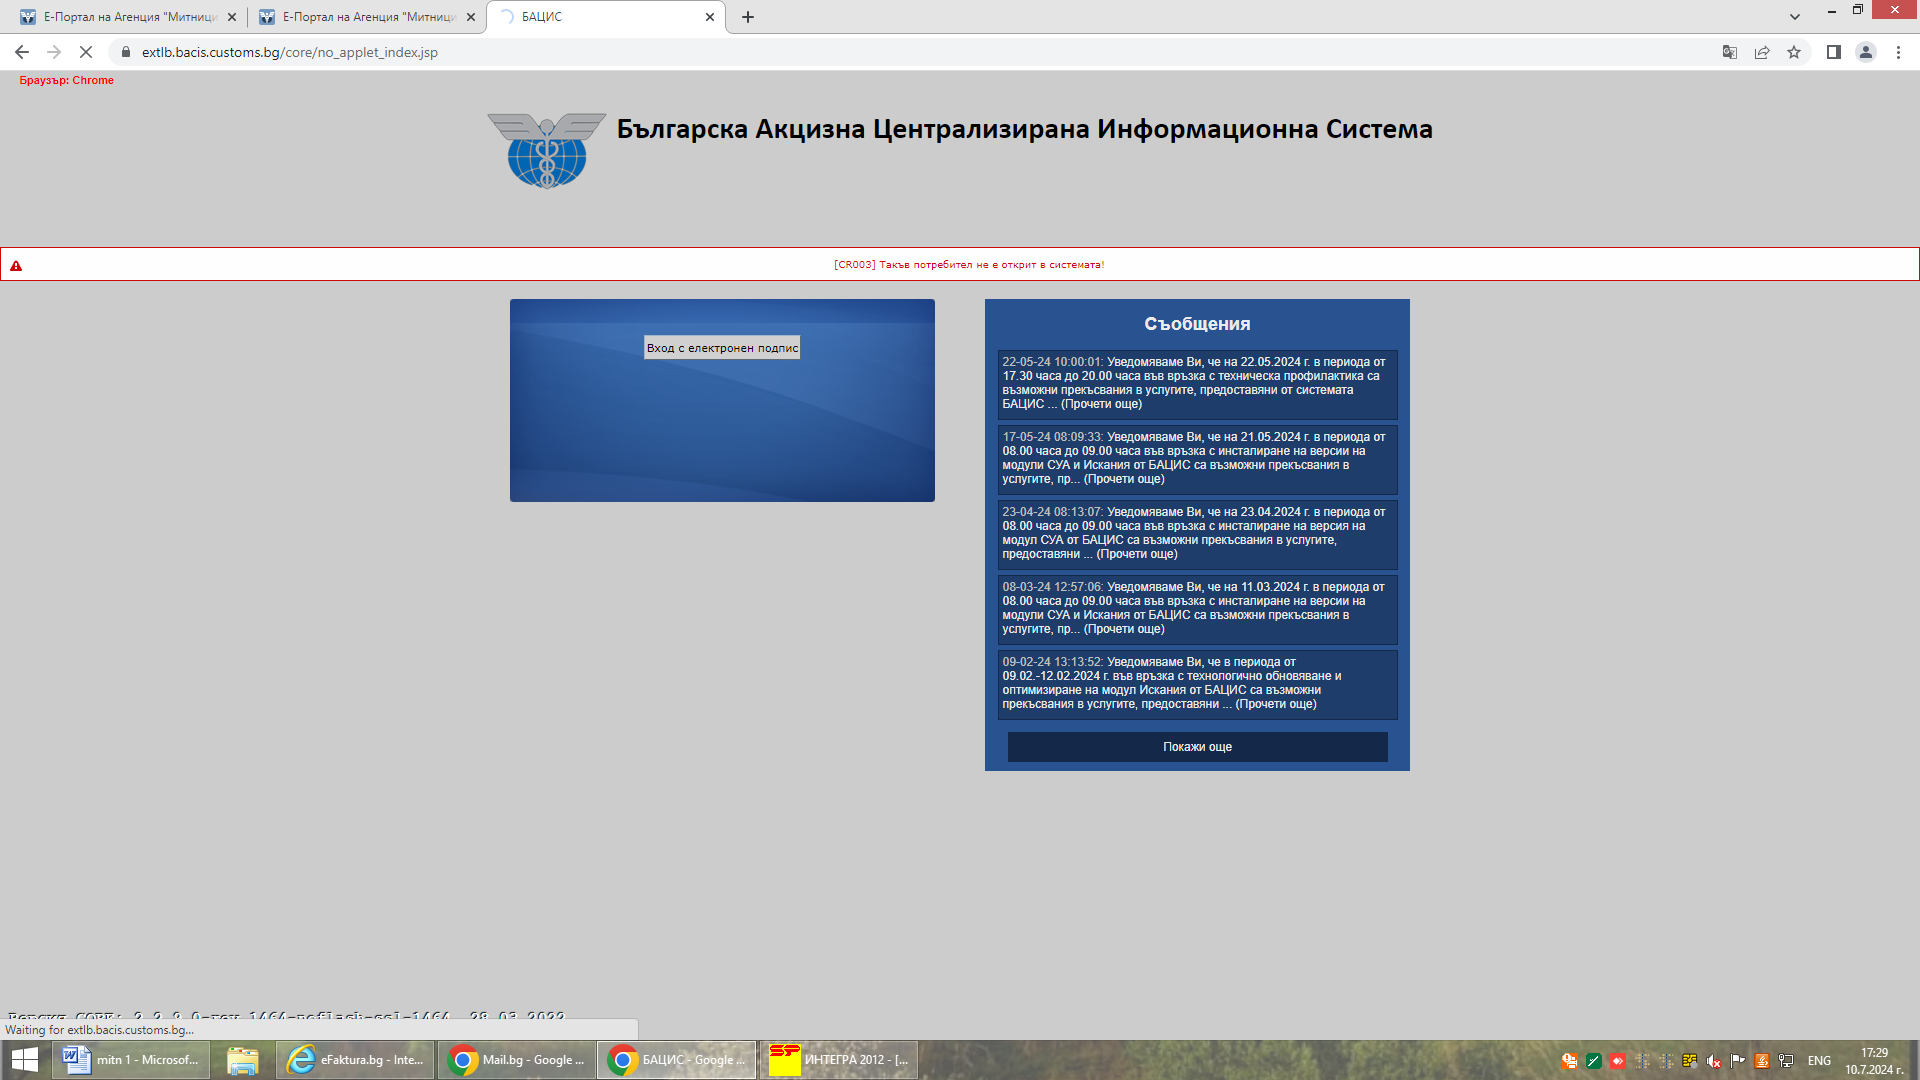 Е-Портал на Агенция "Митници
Е-Портал на Агенция "Митници
БАЦИС
extlb.bacis.customs.bg/core/no_applet_index.jsp
Браузър: Chrome
Българска Акцизна Централизирана Информационна Система
[CR003] Такъв потребител не е открит в системата!
Вход с електронен подпис
Съобщения
22-05-24 10:00:01: Уведомяваме Ви, че на 22.05.2024 г. в периода от
17.30 часа до 20.00 часа във връзка с техническа профилактика са
възможни прекъсвания в услугите, предоставяни от системата
БАЦИС ... (Прочети още)
17-05-24 08:09:33: Уведомяваме Ви, че на 21.05.2024 г. в периода от
08.00 часа до 09.00 часа във връзка с инсталиране на версии на
модули СУА и Искания от БАЦИС са възможни прекъсвания в
услугите, пр... (Прочети още)
23-04-24 08:13:07: Уведомяваме Ви, че на 23.04.2024 г. в периода от
08.00 часа до 09.00 часа във връзка с инсталиране на версия на
модул СУА от БАЦИС са възможни прекъсвания в услугите,
предоставяни ... (Прочети още)
08-03-24 12:57:06: Уведомяваме Ви, че на 11.03.2024 г. в периода от
08.00 часа до 09.00 часа във връзка с инсталиране на версии на
модули СУА и Искания от БАЦИС са възможни прекъсвания в
услугите, пр... (Прочети още)
09-02-24 13:13:52: Уведомяваме Ви, че в периода от
09.02.-12.02.2024 г. във връзка с технологично обновяване и
оптимизиране на модул Искания от БАЦИС са възможни
прекъсвания в услугите, предоставяни ... (Прочети още)
Покажи още
Waiting for extlb.bacis.customs.bg...
mitn 1 - Microsof...
eFaktura.bg - Inte...
Mail.bg - Google ...
БАЦИС - Google ...
SP
ИНТЕГРА 2012 - [...
ENG
17:29
10.7.2024 г.